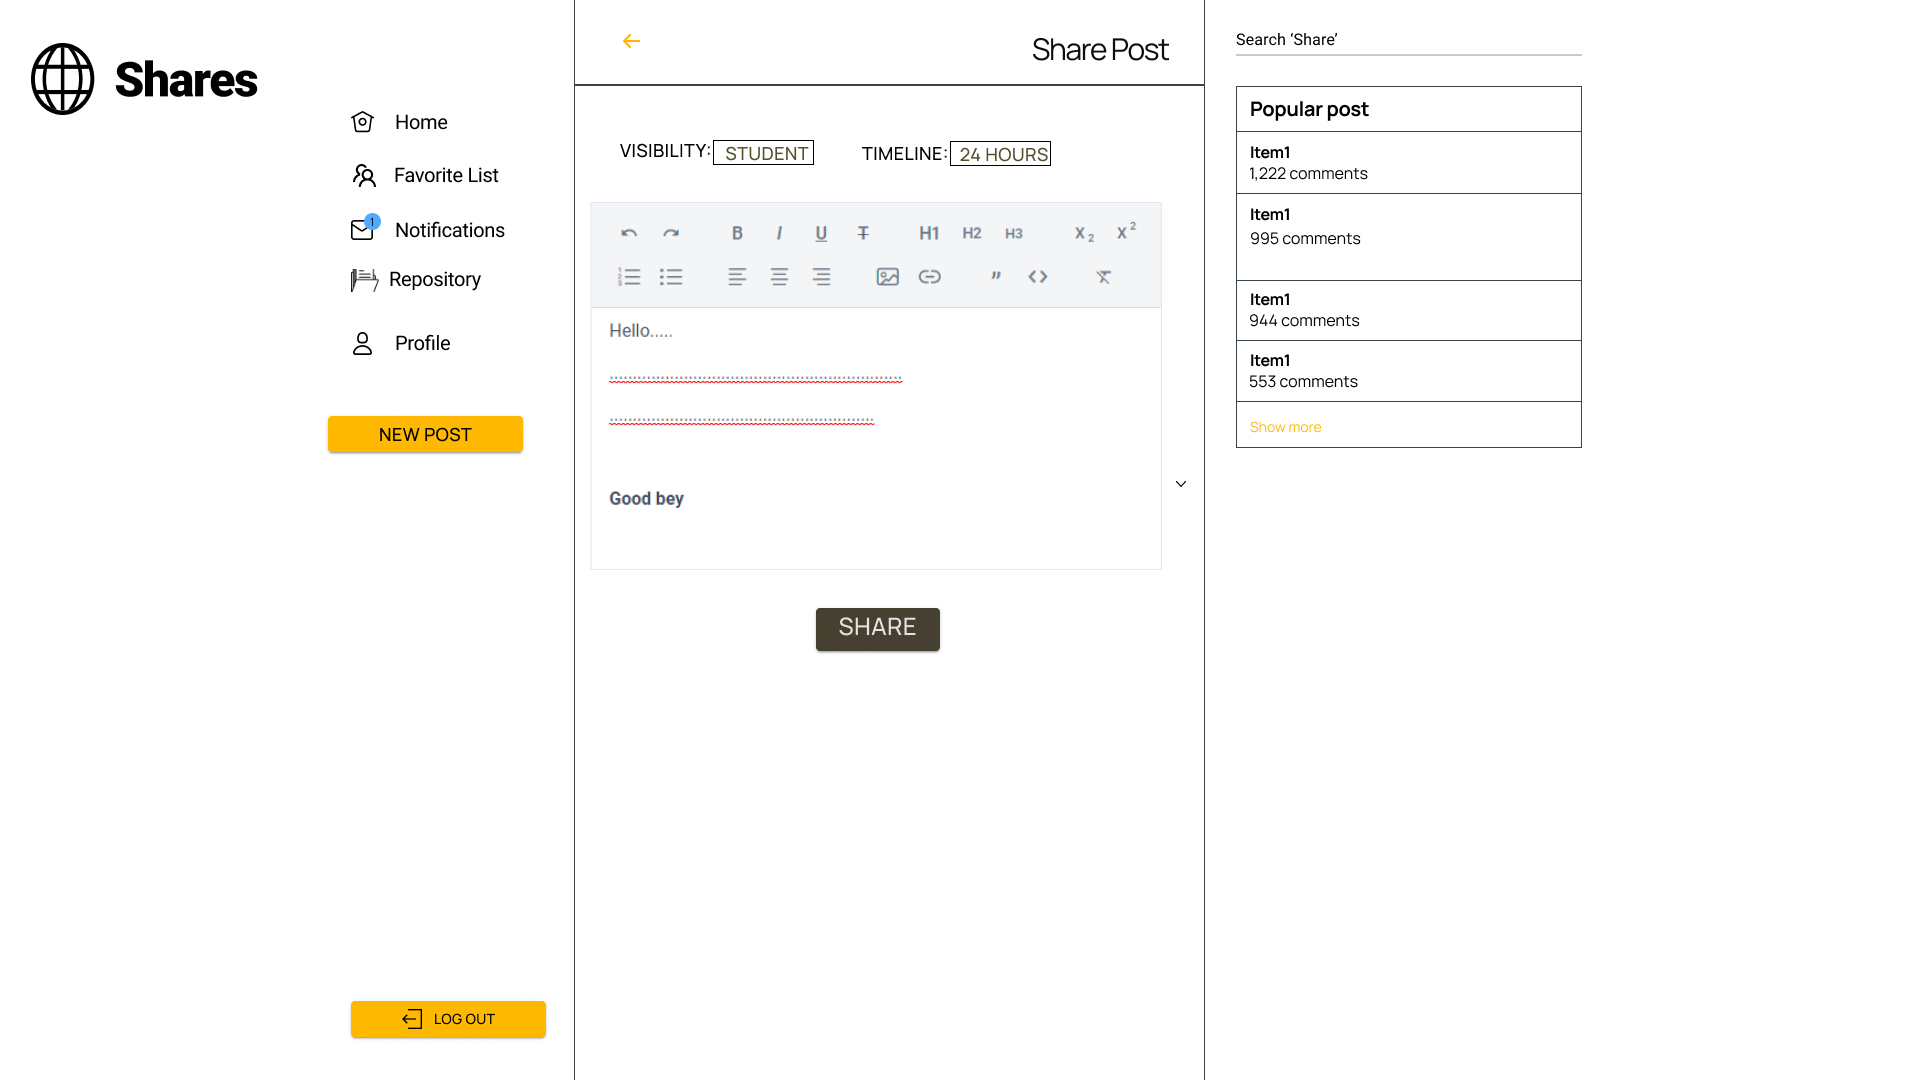 Shares
Home
Favorite List
1
Notifications
Repository
Profile
NEW POST
LOG OUT
Share Post
VISIBILITY: STUDENT TIMELINE: 24 HOURS
B I U T H1 H2 H3 X2 X2
Hello.....
Good bey
SHARE
Search ‘Share’
Popular post
Item1
1,222 comments
Item1
995 comments
Item1
944 comments
Item1
553 comments
Show more